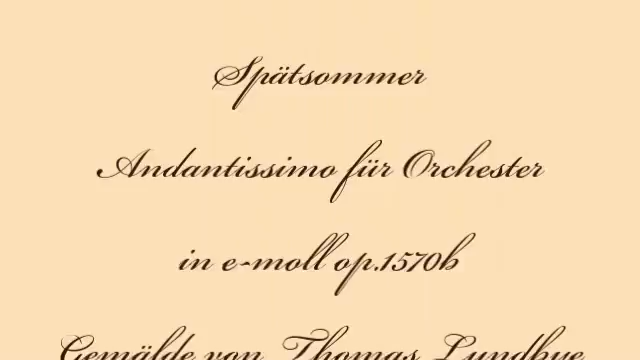 Spätsommer
Andantissimo für Orchester
in e-moll op.1570b
Gemälde von Thomas Lundbye